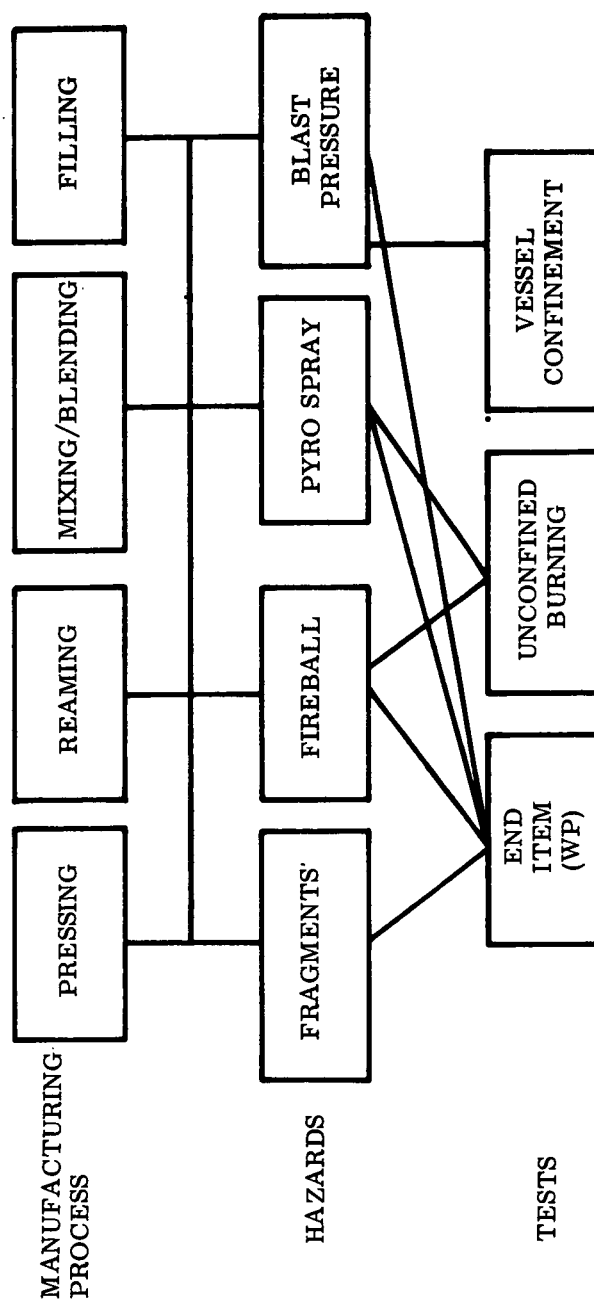 MANUFACTURING
PROCESS
PRESSING
REAMING
MIXING/BLENDING
FILLING
HAZARDS
FRAGMENTS'
FIREBALL
PYRO SPRAY
BLAST
PRESSURE
TESTS
END
ITEM
(WP)
UNCONFINED
BURNING
VESSEL
CONFINEMENT